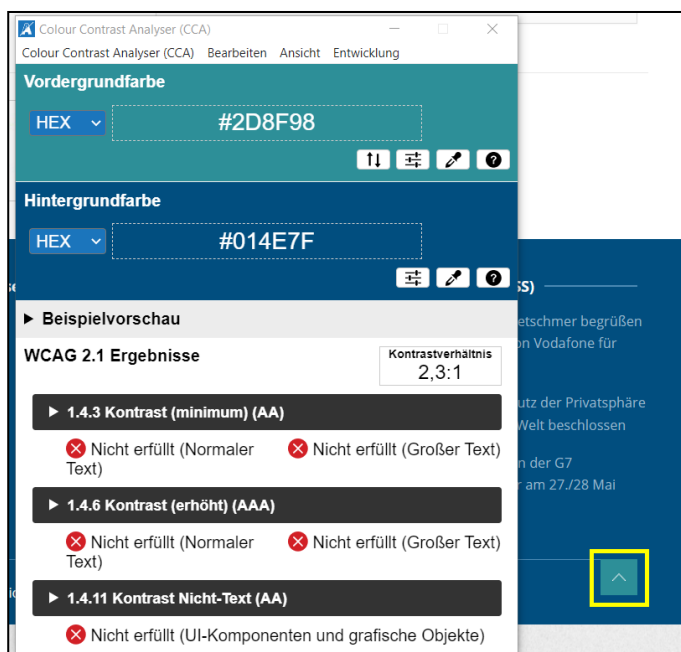 Colour Contrast Analyser (CCA)
Colour Contrast Analyser (CCA) Bearbeiten Ansicht Entwicklung
Vordergrundfarbe
HEX #2D8F98
Hintergrundfarbe
HEX #014E7F
Beispielvorschau
WCAG 2.1 Ergebnisse
Kontrastverhältnis
2,3:1
1.4.3 Kontrast (minimum) (AA)
Nicht erfüllt (Normaler Text)
Nicht erfüllt (Großer Text)
1.4.6 Kontrast (erhöht) (AAA)
Nicht erfüllt (Normaler Text)
Nicht erfüllt (Großer Text)
1.4.11 Kontrast Nicht-Text (AA)
Nicht erfüllt (UI-Komponenten und grafische Objekte)
SS)
etschmer begrüßen
on Vodafone für
utz der Privatsphäre
Welt beschlossen
n der G7
r am 27./28 Mai